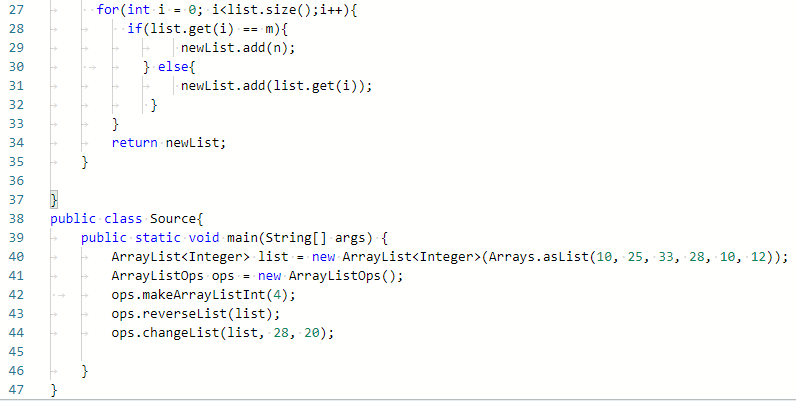 27 for(int i = 0; i<list.size();i++){
28 if(list.get(i) == m){
29 newList.add(n);
30 } else{
31 newList.add(list.get(i));
32 }
33 }
34 return newList;
35 }
36
37 }
38 public class Source{
39 public static void main(String[] args) {
40 ArrayList<Integer> list = new ArrayList<Integer>(Arrays.asList(10, 25, 33, 28, 10, 12));
41 ArrayListOps ops = new ArrayListOps();
42 ops.makeArrayListInt(4);
43 ops.reverseList(list);
44 ops.changeList(list, 28, 20);
45
46 }
47 }